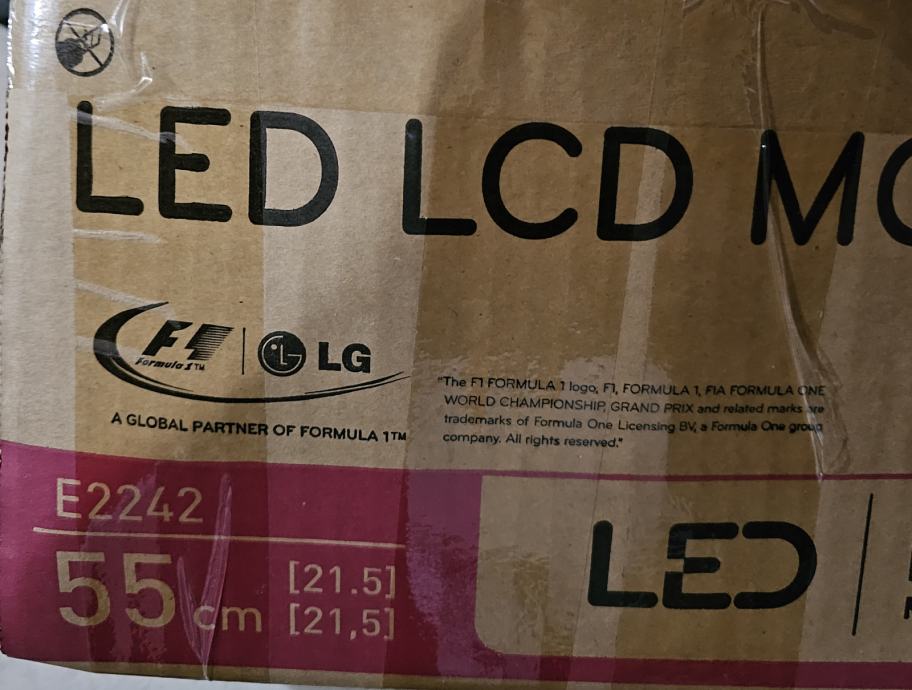 LED LCD MO
F1
Formula 1™
LG
A GLOBAL PARTNER OF FORMULA 1™
"The F1 FORMULA 1 logo, F1, FORMULA 1, FIA FORMULA ONE
WORLD CHAMPIONSHIP, GRAND PRIX and related marks are
trademarks of Formula One Licensing BV, a Formula One group
company. All rights reserved."
E2242
55 cm
[21.5]
[21,5]
LED